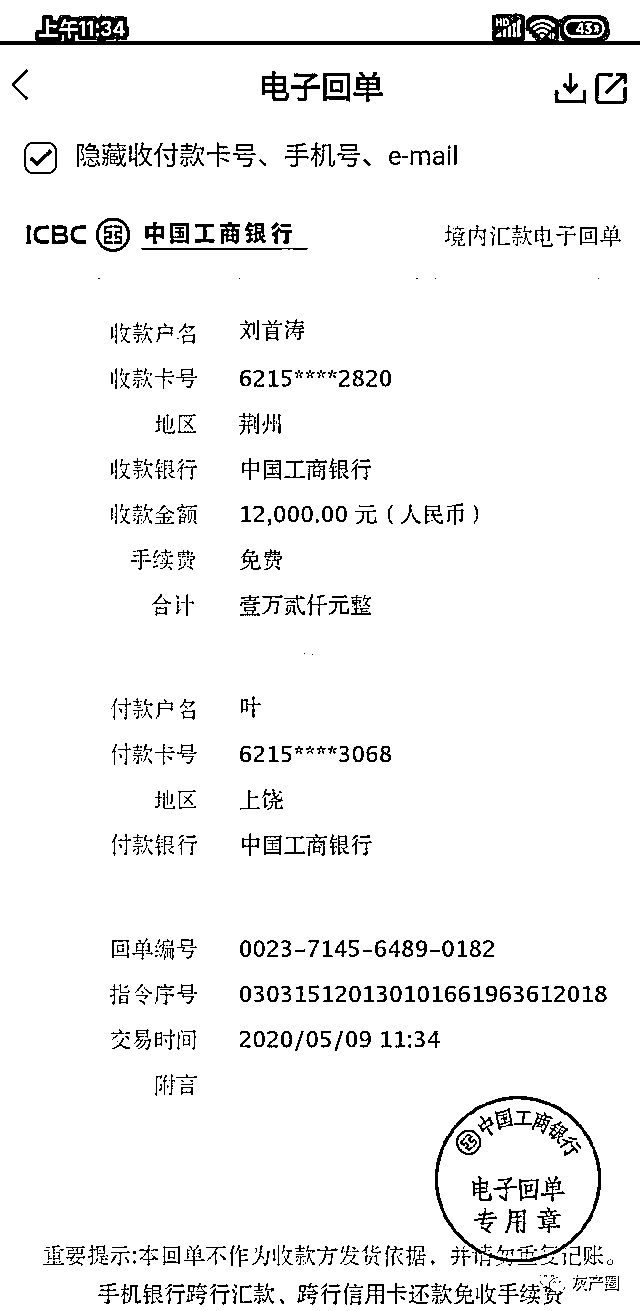 上午11:34 HD 43
电子回单
隐藏收付款卡号、手机号、e-mail
ICBC 中国工商银行 境内汇款电子回单
收款户名 刘首涛
收款卡号 6215****2820
地区 荆州
收款银行 中国工商银行
收款金额 12,000.00 元（人民币）
手续费 免费
合计 壹万贰仟元整
付款户名 叶
付款卡号 6215****3068
地区 上饶
付款银行 中国工商银行
回单编号 0023-7145-6489-0182
指令序号 030315120130101661963612018
交易时间 2020/05/09 11:34
附言
中国工商银行
电子回单
专用章
重要提示:本回单不作为收款方发货依据，并请勿重复记账。
手机银行跨行汇款、跨行信用卡还款免收手续费
灰产圈